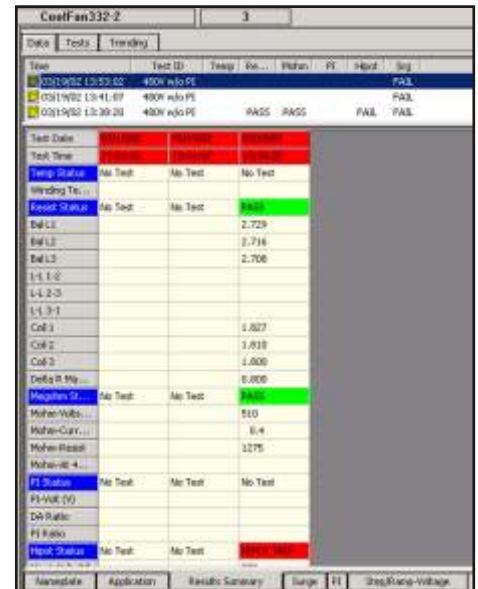 CoolFan332-2 3
Data Tests Trending
Time Test ID Temp Re... Mohm PI Hipot Srg
03/19/02 13:53:02 480V w/o PI FAIL
03/19/02 13:41:07 480V w/o PI FAIL
03/19/02 13:39:20 480V w/o PI PASS PASS FAIL FAIL
Test Date
Test Time
Temp Status No Test No Test No Test
Winding Te...
Resist Status No Test No Test PASS
Bal L1 2.729
Bal L2 2.716
Bal L3 2.708
L-L 1-2
L-L 2-3
L-L 3-1
Coil 1 1.827
Coil 2 1.810
Coil 3 1.800
Delta R Ma... 0.800
Megohm St... No Test No Test PASS
Mohm-Volts... 510
Mohm-Curr... 0.4
Mohm-Resist 1275
Mohm-At 4...
PI Status No Test No Test No Test
PI-Volt (V)
DA Ratio
PI Ratio
Hipot Status No Test No Test
Nameplate Application Results Summary Surge PI Step/Ramp-Voltage